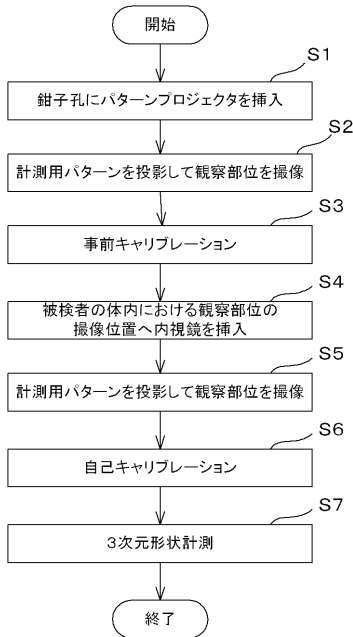 開始
S1
鉗子孔にパターンプロジェクタを挿入
S2
計測用パターンを投影して観察部位を撮像
S3
事前キャリブレーション
S4
被検者の体内における観察部位の
撮像位置へ内視鏡を挿入
S5
計測用パターンを投影して観察部位を撮像
S6
自己キャリブレーション
S7
3次元形状計測
終了